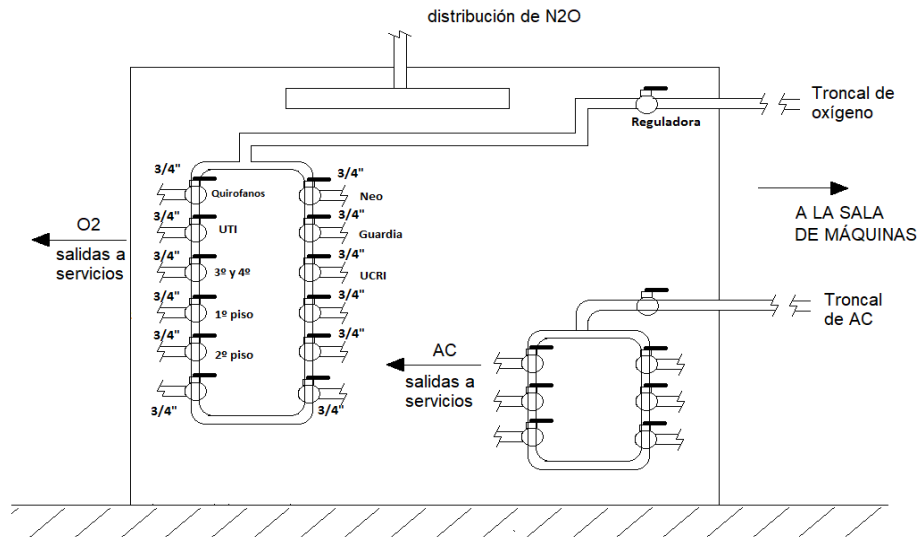 distribución de N2O
Troncal de
oxígeno
Reguladora
3/4" 3/4"
Quirofanos Neo
3/4" 3/4"
UTI Guardia
O2
salidas a
servicios
A LA SALA
DE MÁQUINAS
3/4" 3/4"
3º y 4º UCRI
3/4" 3/4"
1º piso
Troncal
de AC
3/4" 3/4"
2º piso
AC
salidas a
servicios
3/4" 3/4"